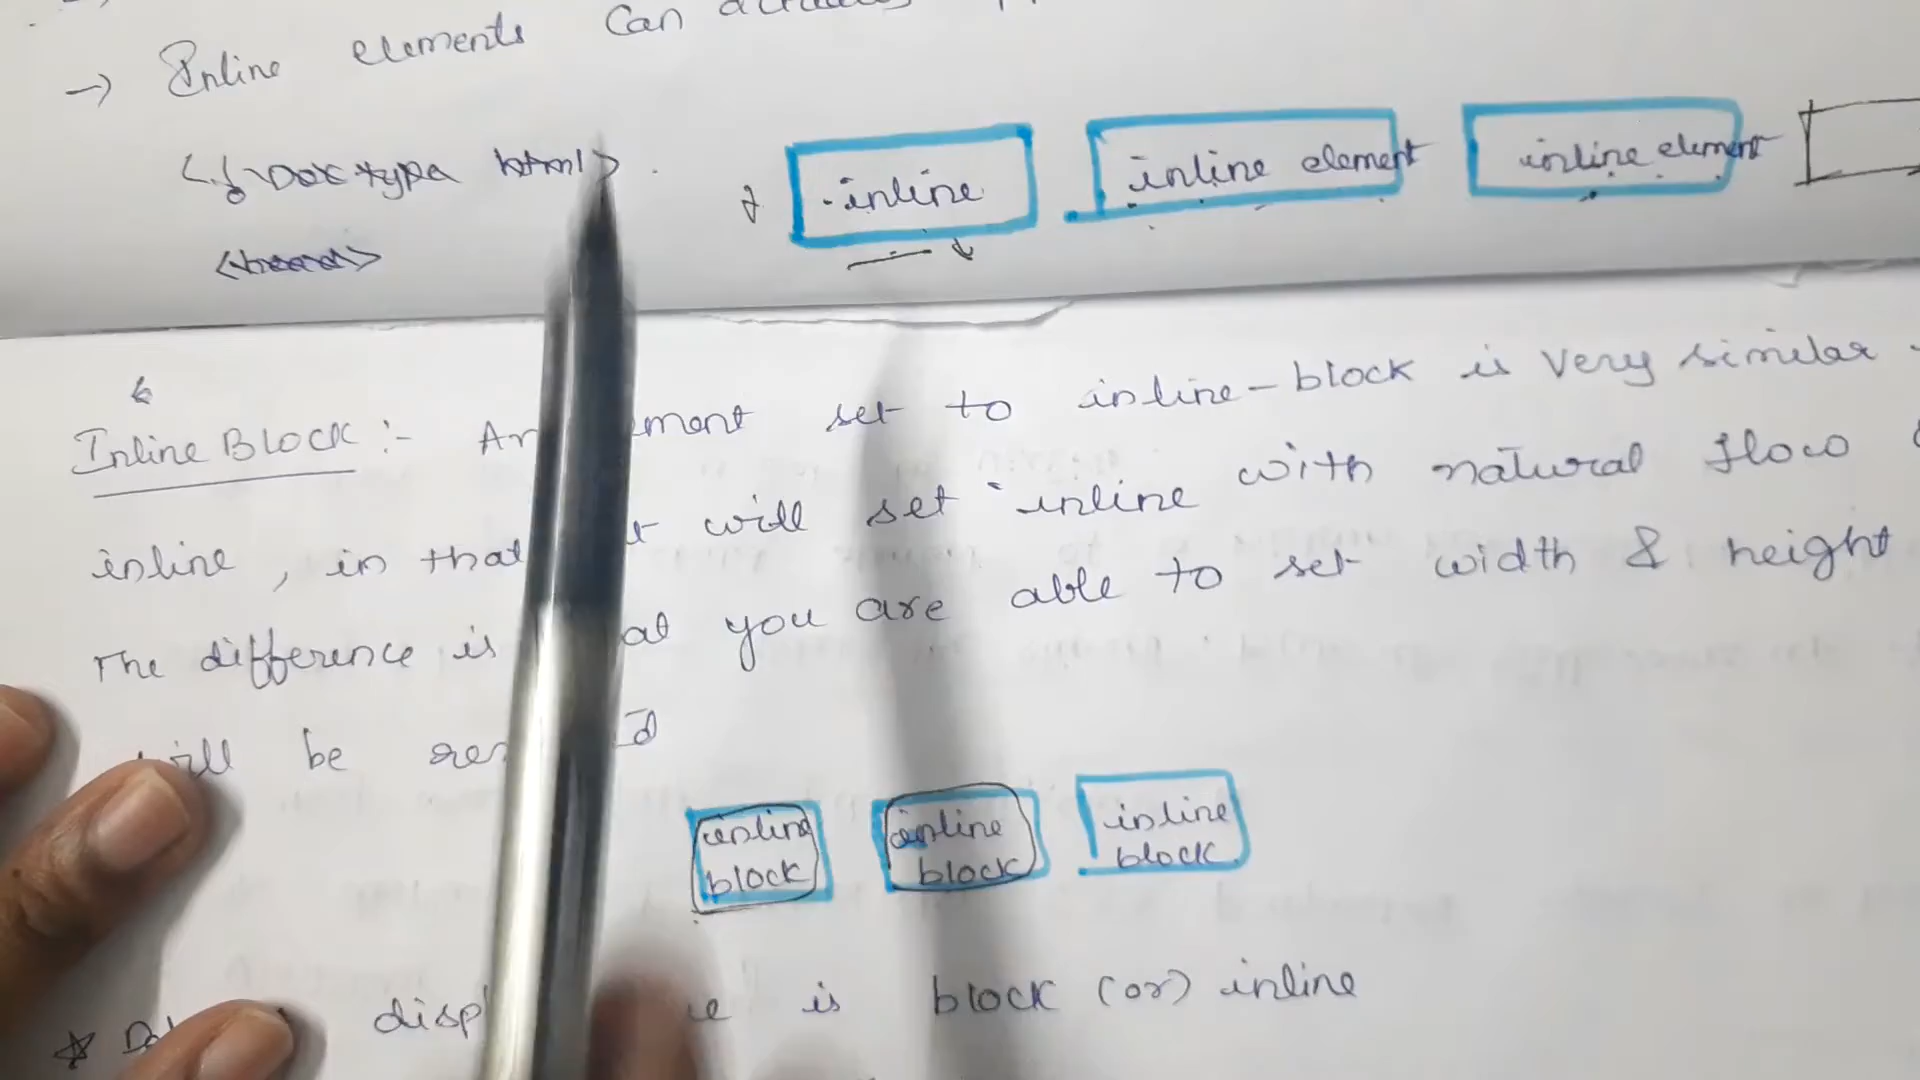 → Inline elements can
<!Doctype html>
<head>
inline
inline element
inline element
Inline Block :- An set to inline-block is very similar
inline, in that will set inline with natural flow
The difference is you are able to set width & height
will be
inline block
inline block
inline block
is block (or) inline